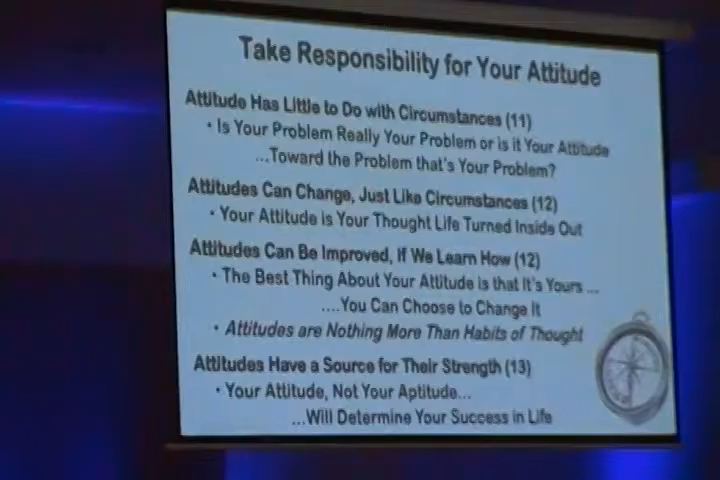 Take Responsibility for Your Attitude
Attitude Has Little to Do with Circumstances (11)
• Is Your Problem Really Your Problem or is it Your Attitude
...Toward the Problem that's Your Problem?
Attitudes Can Change, Just Like Circumstances (12)
• Your Attitude is Your Thought Life Turned Inside Out
Attitudes Can Be Improved, If We Learn How (12)
• The Best Thing About Your Attitude is that It's Yours ...
....You Can Choose to Change It
• Attitudes are Nothing More Than Habits of Thought
Attitudes Have a Source for Their Strength (13)
• Your Attitude, Not Your Aptitude...
...Will Determine Your Success in Life